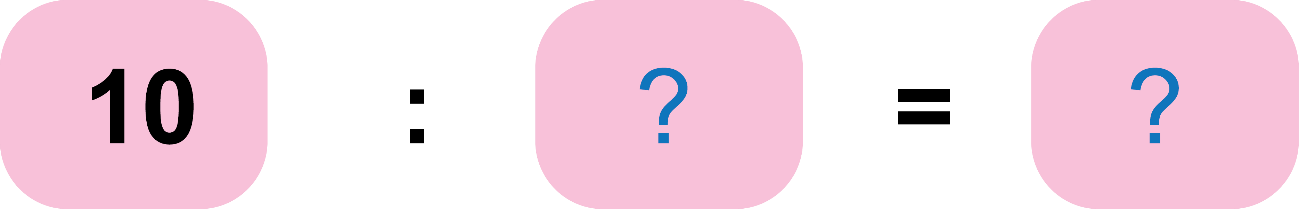 10 : ? = ?